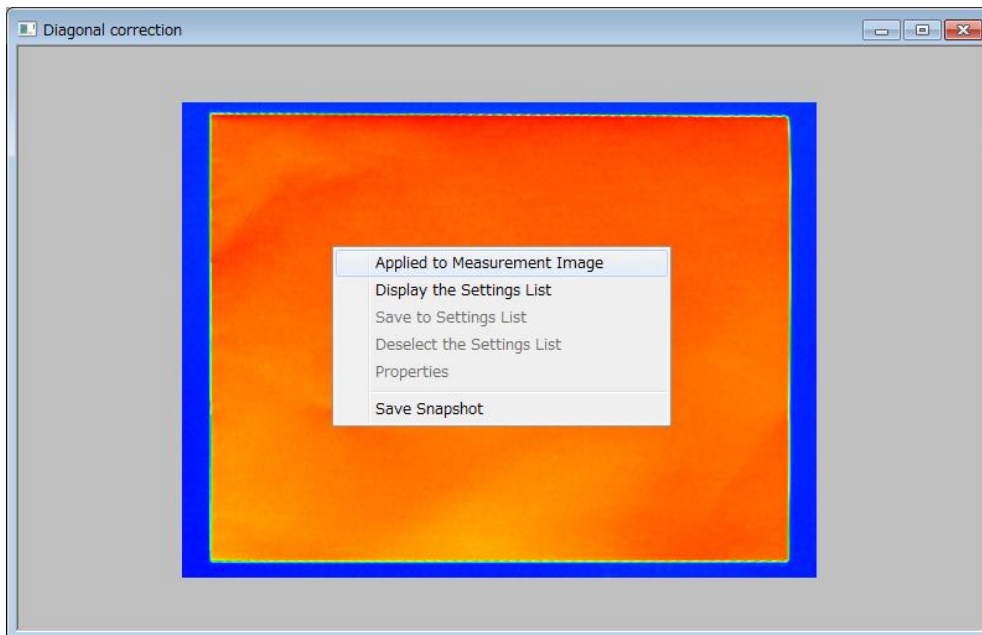 Diagonal correction
Applied to Measurement Image
Display the Settings List
Save to Settings List
Deselect the Settings List
Properties
Save Snapshot